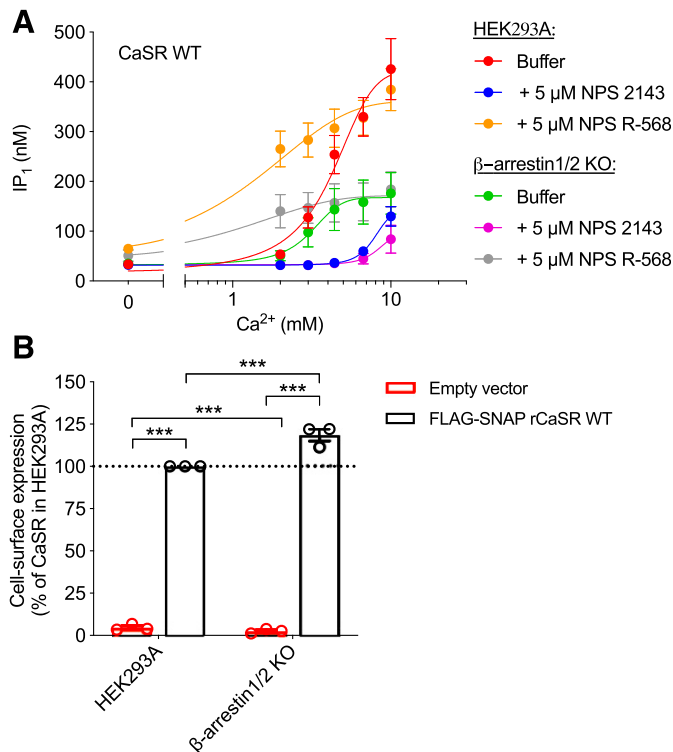 A
CaSR WT
500
400
300
200
100
0
IP1 (nM)
0
1
10
Ca2+ (mM)
HEK293A:
Buffer
+ 5 µM NPS 2143
+ 5 µM NPS R-568
β-arrestin1/2 KO:
Buffer
+ 5 µM NPS 2143
+ 5 µM NPS R-568
B
150
125
100
75
50
25
0
Cell-surface expression
(% of CaSR in HEK293A)
***
***
***
***
HEK293A
β-arrestin1/2 KO
Empty vector
FLAG-SNAP rCaSR WT